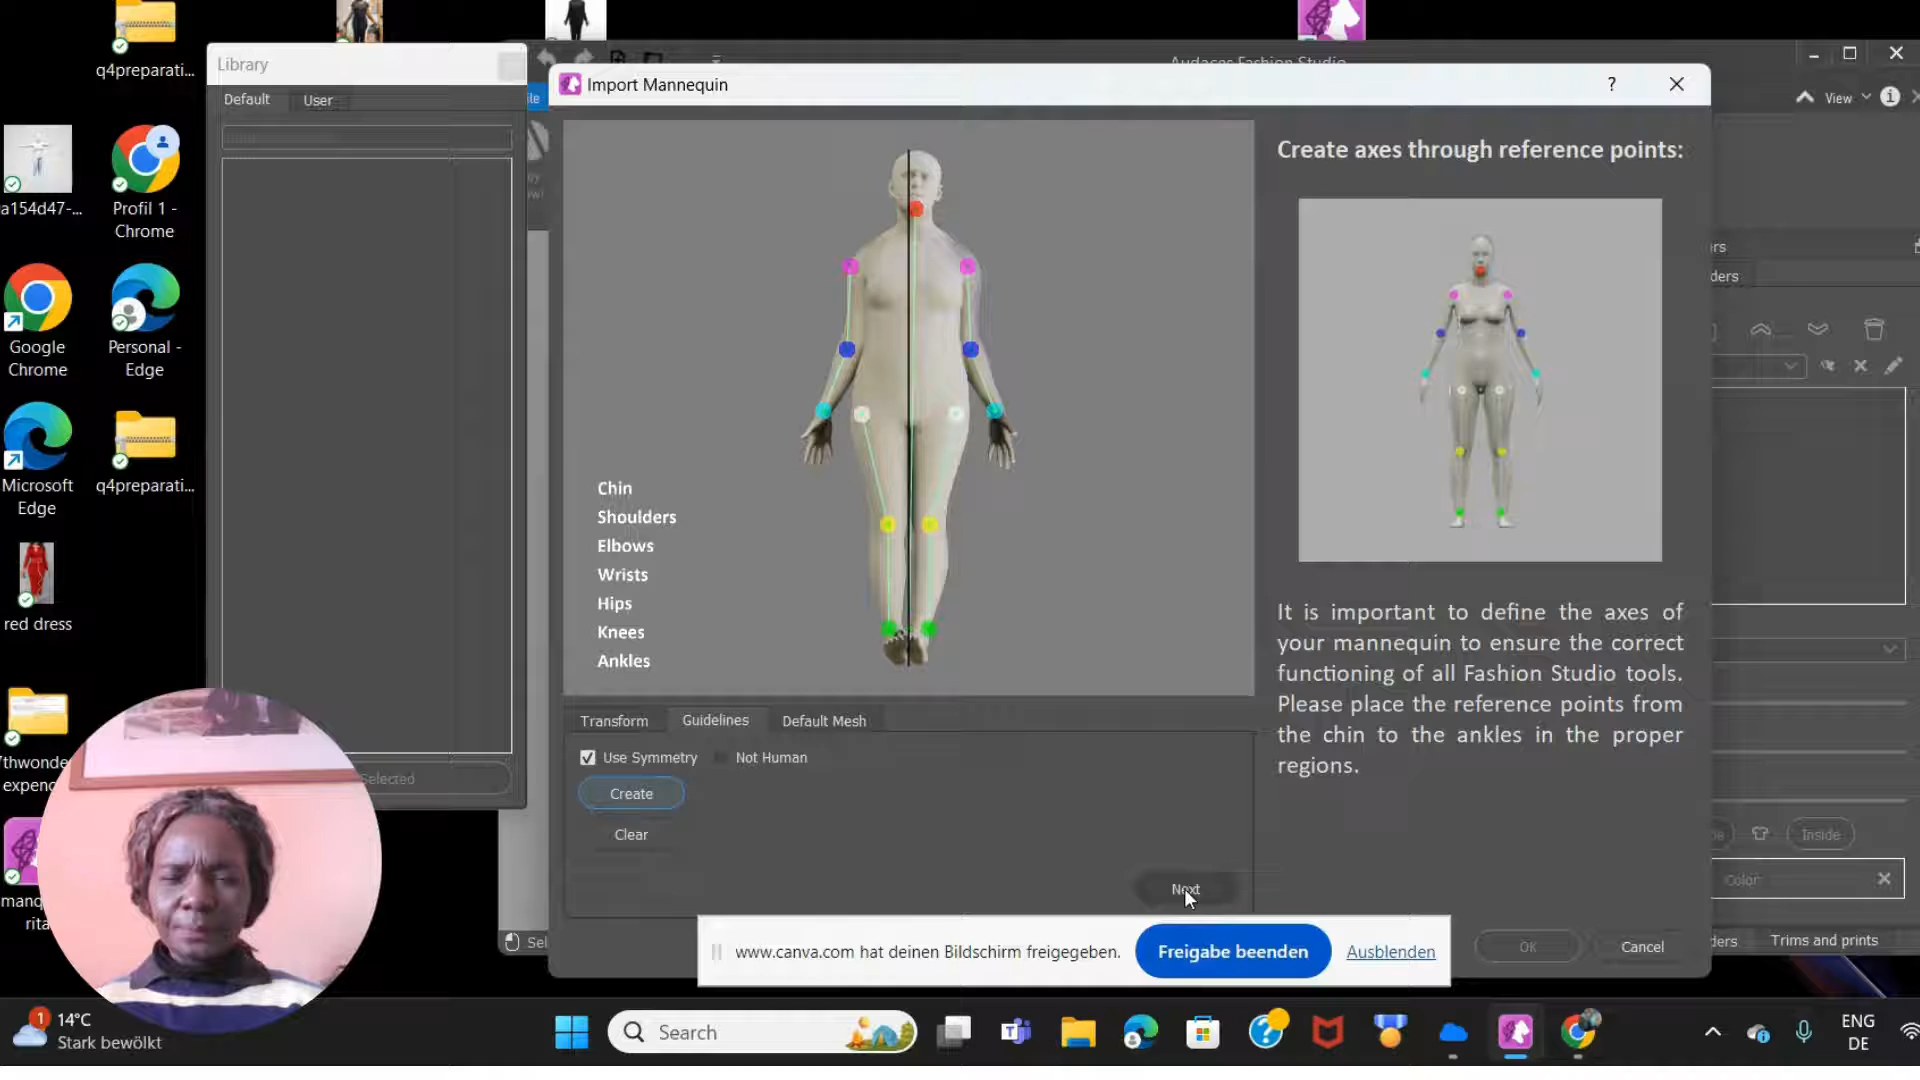 q4preparati...
Library
Default
User
Audaces Fashion Studio
Import Mannequin
?
View
Create axes through reference points:
a154d47-...
Profil 1 -
Chrome
Google
Chrome
Personal -
Edge
Microsoft
Edge
q4preparati...
red dress
Chin
Shoulders
Elbows
Wrists
Hips
Knees
Ankles
It is important to define the axes of
your mannequin to ensure the correct
functioning of all Fashion Studio tools.
Please place the reference points from
the chin to the ankles in the proper
regions.
Transform
Guidelines
Default Mesh
Use Symmetry
Not Human
Create
Clear
Next
Selected
Inside
Color
OK
Cancel
Trims and prints
www.canva.com hat deinen Bildschirm freigegeben.
Freigabe beenden
Ausblenden
1
14°C
Stark bewölkt
Search
ENG
DE